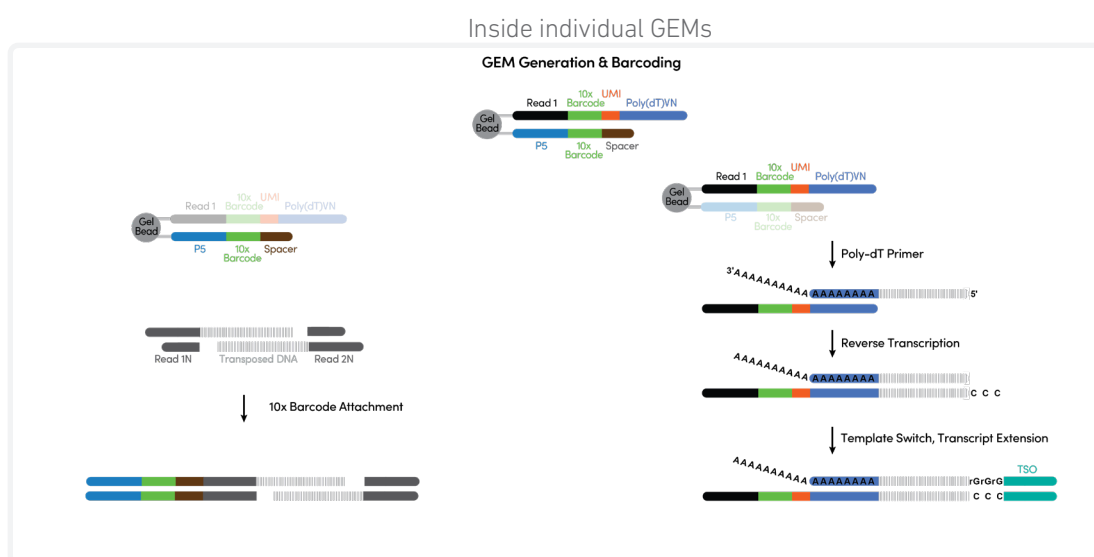 Inside individual GEMs
GEM Generation & Barcoding
Read 1 10x Barcode UMI Poly(dT)VN
Gel Bead
P5 10x Barcode Spacer
Read 1 10x Barcode UMI Poly(dT)VN
Gel Bead
P5 10x Barcode Spacer
Read 1 10x Barcode UMI Poly(dT)VN
Gel Bead
P5 10x Barcode Spacer
Poly-dT Primer
3'AAAAAAAAAA AAAAAAAA 5'
Read 1N Transposed DNA Read 2N
Reverse Transcription
AAAAAAAAAA AAAAAAAA
C C C
10x Barcode Attachment
Template Switch, Transcript Extension
TSO
AAAAAAAAAA AAAAAAAA rGrGrG
C C C